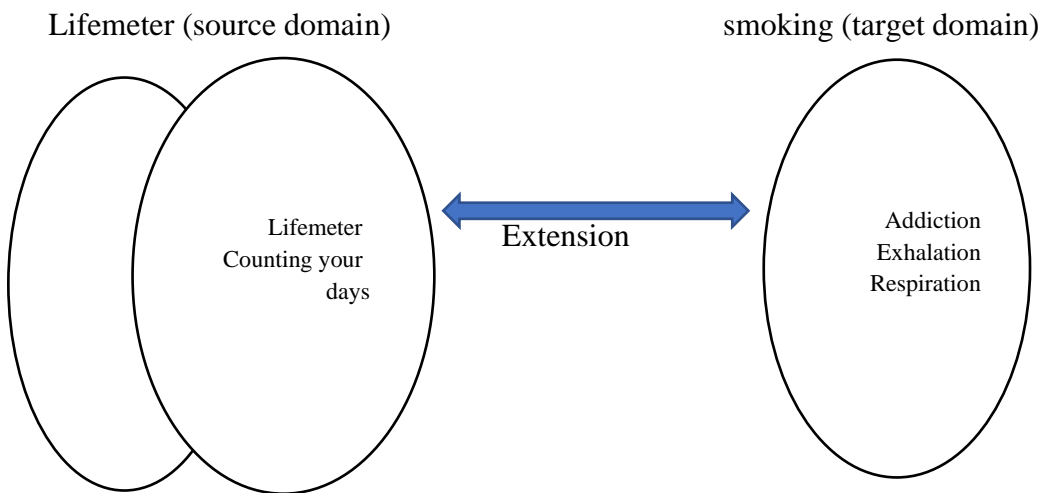 Lifemeter (source domain)
smoking (target domain)
Lifemeter
Counting your
days
Extension
Addiction
Exhalation
Respiration